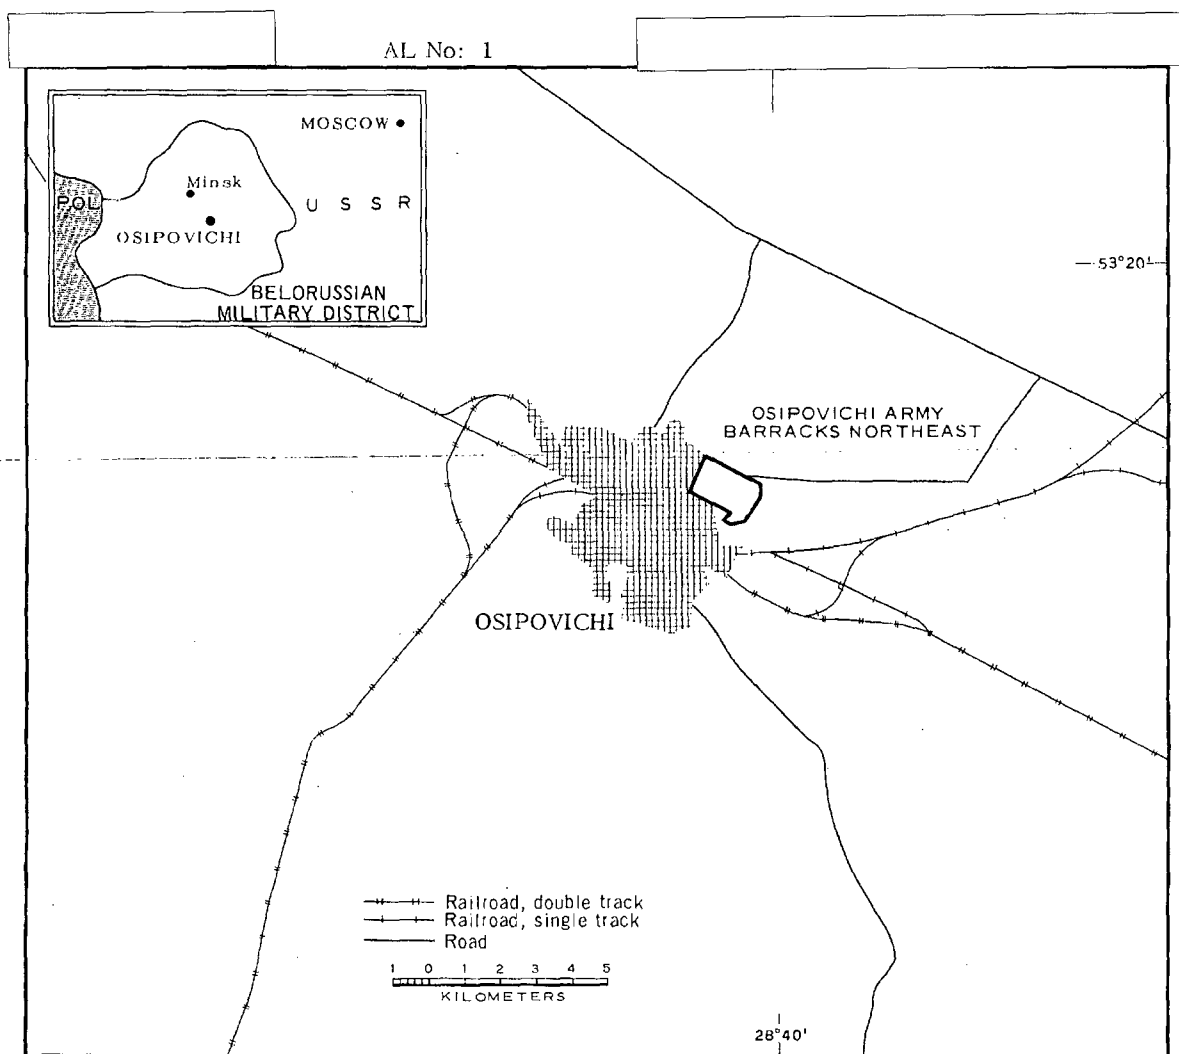 AL No: 1
MOSCOW
Minsk
POL
U S S R
OSIPOVICHI
BELORUSSIAN
MILITARY DISTRICT
53°20'
OSIPOVICHI ARMY
BARRACKS NORTHEAST
OSIPOVICHI
Railroad, double track
Railroad, single track
Road
1 0 1 2 3 4 5
KILOMETERS
28°40'